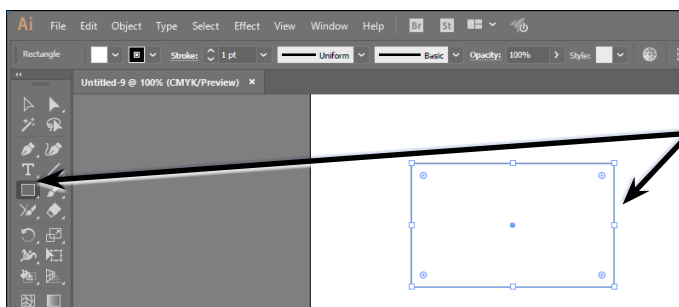 Ai File Edit Object Type Select Effect View Window Help Br St
Rectangle Stroke: 1 pt Uniform Basic Opacity: 100% Style:
Untitled-9 @ 100% (CMYK/Preview) ×
T